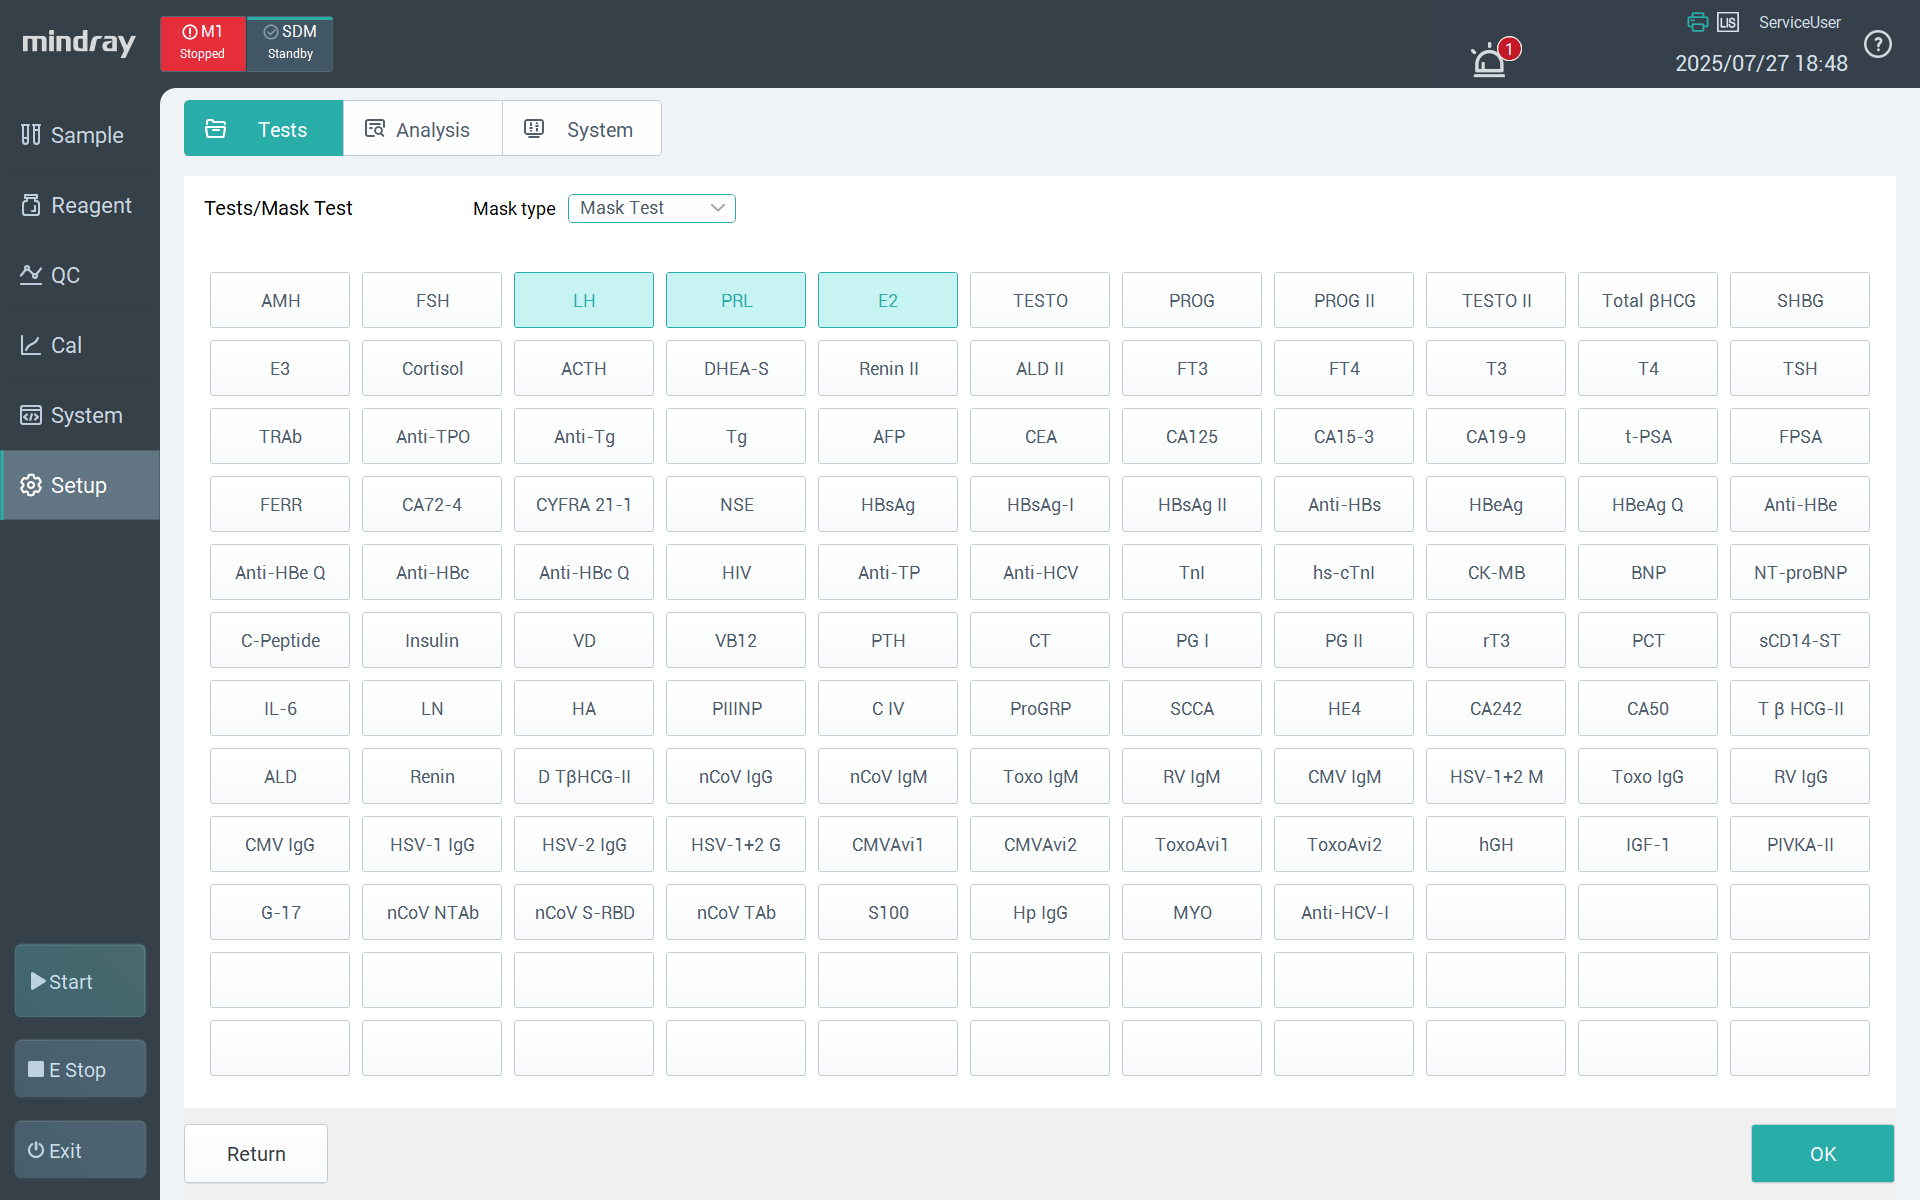 mindray
M1
Stopped
SDM
Standby
1
LIS
ServiceUser
2025/07/27 18:48
?
Sample
Reagent
QC
Cal
System
Setup
Start
E Stop
Exit
Tests
Analysis
System
Tests/Mask Test
Mask type
Mask Test
AMH FSH LH PRL E2 TESTO PROG PROG II TESTO II Total βHCG SHBG
E3 Cortisol ACTH DHEA-S Renin II ALD II FT3 FT4 T3 T4 TSH
TRAb Anti-TPO Anti-Tg Tg AFP CEA CA125 CA15-3 CA19-9 t-PSA FPSA
FERR CA72-4 CYFRA 21-1 NSE HBsAg HBsAg-I HBsAg II Anti-HBs HBeAg HBeAg Q Anti-HBe
Anti-HBe Q Anti-HBc Anti-HBc Q HIV Anti-TP Anti-HCV TnI hs-cTnI CK-MB BNP NT-proBNP
C-Peptide Insulin VD VB12 PTH CT PG I PG II rT3 PCT sCD14-ST
IL-6 LN HA PIIINP C IV ProGRP SCCA HE4 CA242 CA50 T β HCG-II
ALD Renin D TβHCG-II nCoV IgG nCoV IgM Toxo IgM RV IgM CMV IgM HSV-1+2 M Toxo IgG RV IgG
CMV IgG HSV-1 IgG HSV-2 IgG HSV-1+2 G CMVAvi1 CMVAvi2 ToxoAvi1 ToxoAvi2 hGH IGF-1 PIVKA-II
G-17 nCoV NTAb nCoV S-RBD nCoV TAb S100 Hp IgG MYO Anti-HCV-I
Return
OK